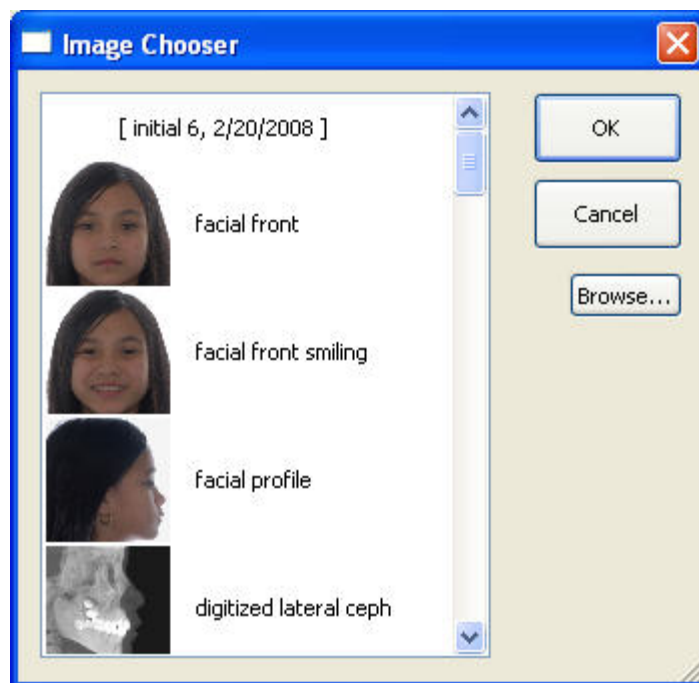 Image Chooser
[ initial 6, 2/20/2008 ]
facial front
facial front smiling
facial profile
digitized lateral ceph
OK
Cancel
Browse...